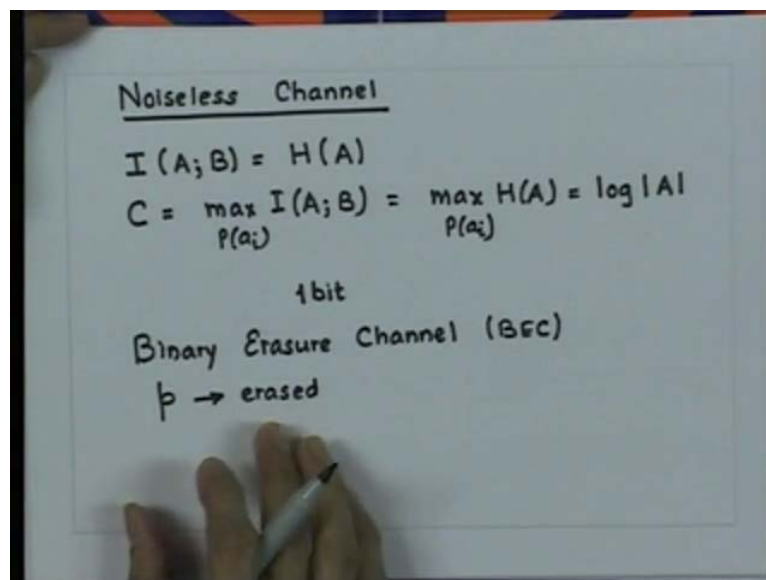 Noiseless Channel
I(A;B) = H(A)
C = max I(A;B) = max H(A) = log|A|
P(ai) P(ai)
1 bit
Binary Erasure Channel (BEC)
p → erased